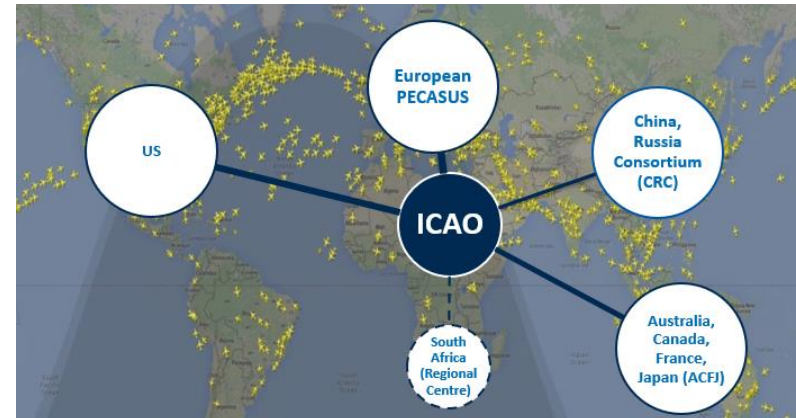 European
PECASUS
US
China,
Russia
Consortium
(CRC)
ICAO
South
Africa
(Regional
Centre)
Australia,
Canada,
France,
Japan (ACFJ)